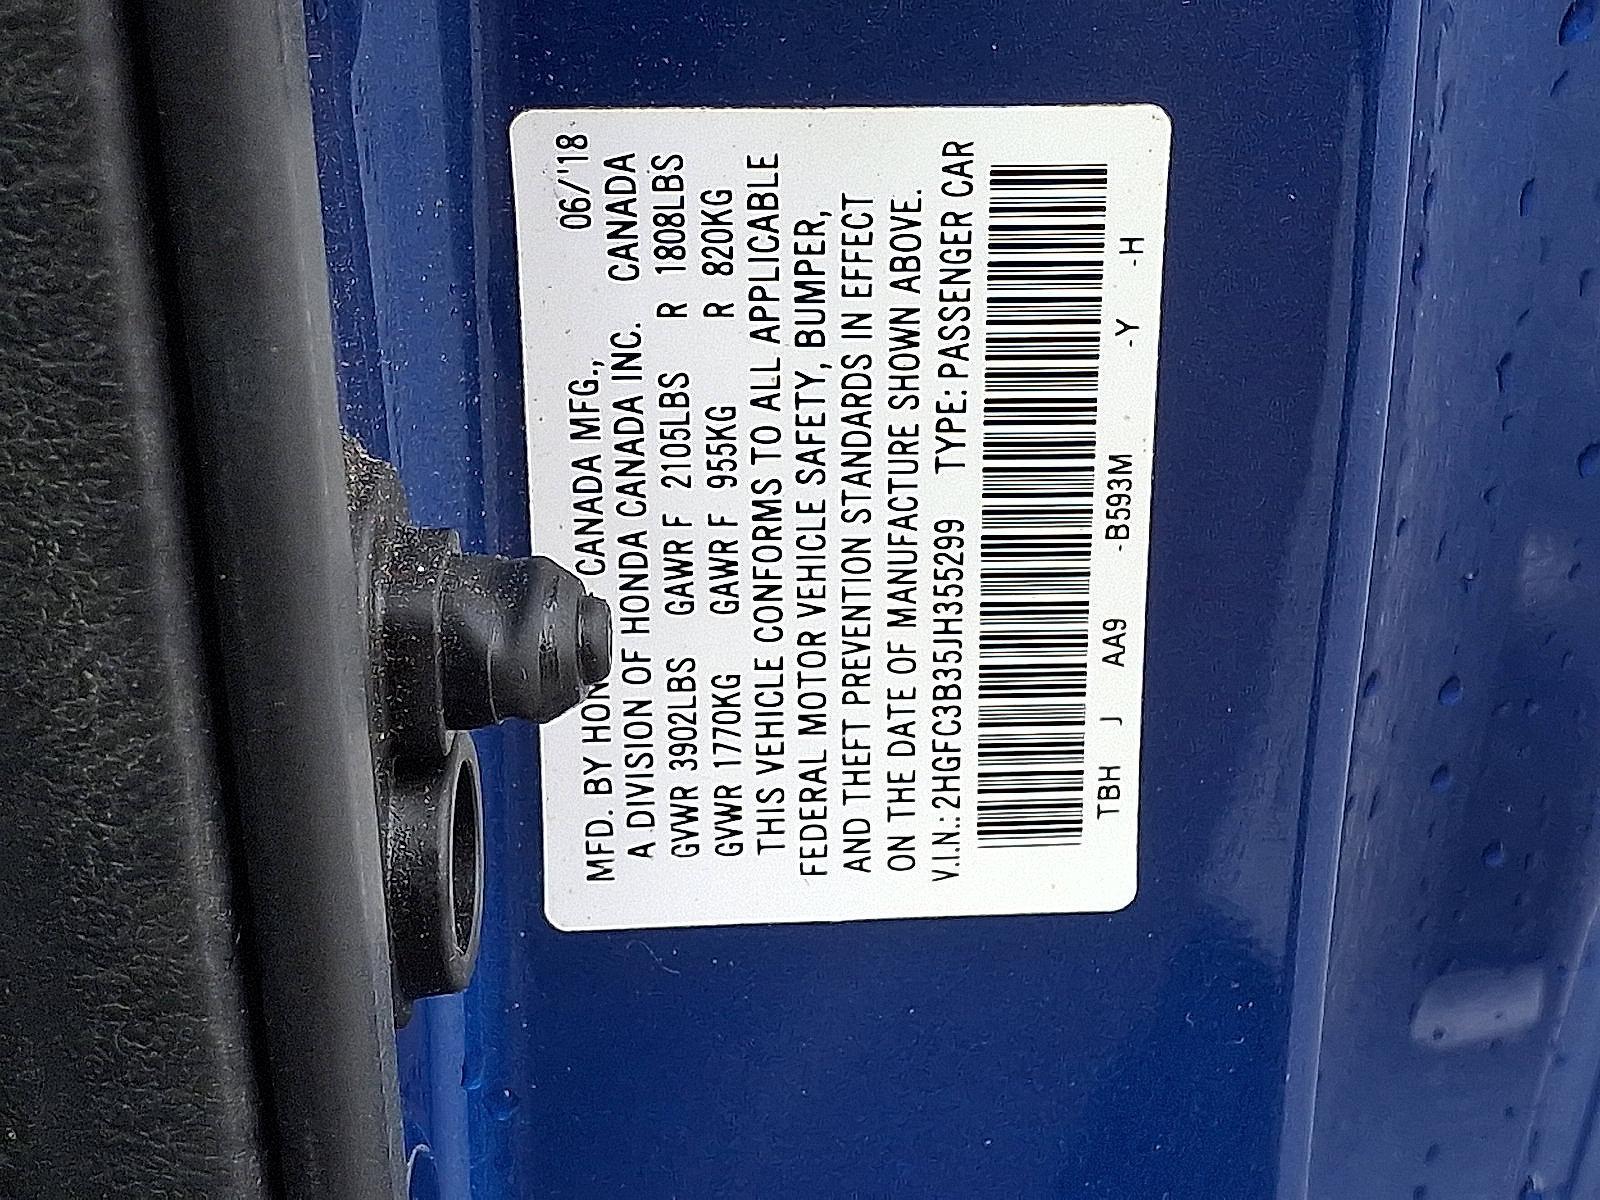 06/'18
MFD. BY HON CANADA MFG.,
A DIVISION OF HONDA CANADA INC. CANADA
GVWR 3902LBS GAWR F 2105LBS R 1808LBS
GVWR 1770KG GAWR F 955KG R 820KG
THIS VEHICLE CONFORMS TO ALL APPLICABLE
FEDERAL MOTOR VEHICLE SAFETY, BUMPER,
AND THEFT PREVENTION STANDARDS IN EFFECT
ON THE DATE OF MANUFACTURE SHOWN ABOVE.
V.I.N.: 2HGFC3B35JH355299 TYPE: PASSENGER CAR
TBH J AA9 -B593M -Y -H